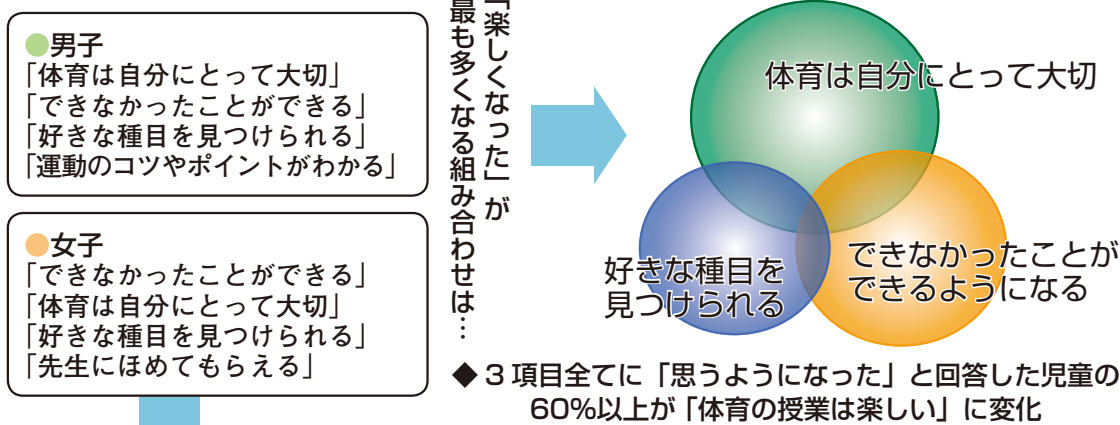 ●男子
「体育は自分にとって大切」
「できなかったことができる」
「好きな種目を見つけられる」
「運動のコツやポイントがわかる」
●女子
「できなかったことができる」
「体育は自分にとって大切」
「好きな種目を見つけられる」
「先生にほめてもらえる」
「楽しくなった」が
最も多くなる組み合わせは…
体育は自分にとって大切
好きな種目を
見つけられる
できなかったことが
できるようになる
◆ 3 項目全てに「思うようになった」と回答した児童の
60%以上が「体育の授業は楽しい」に変化